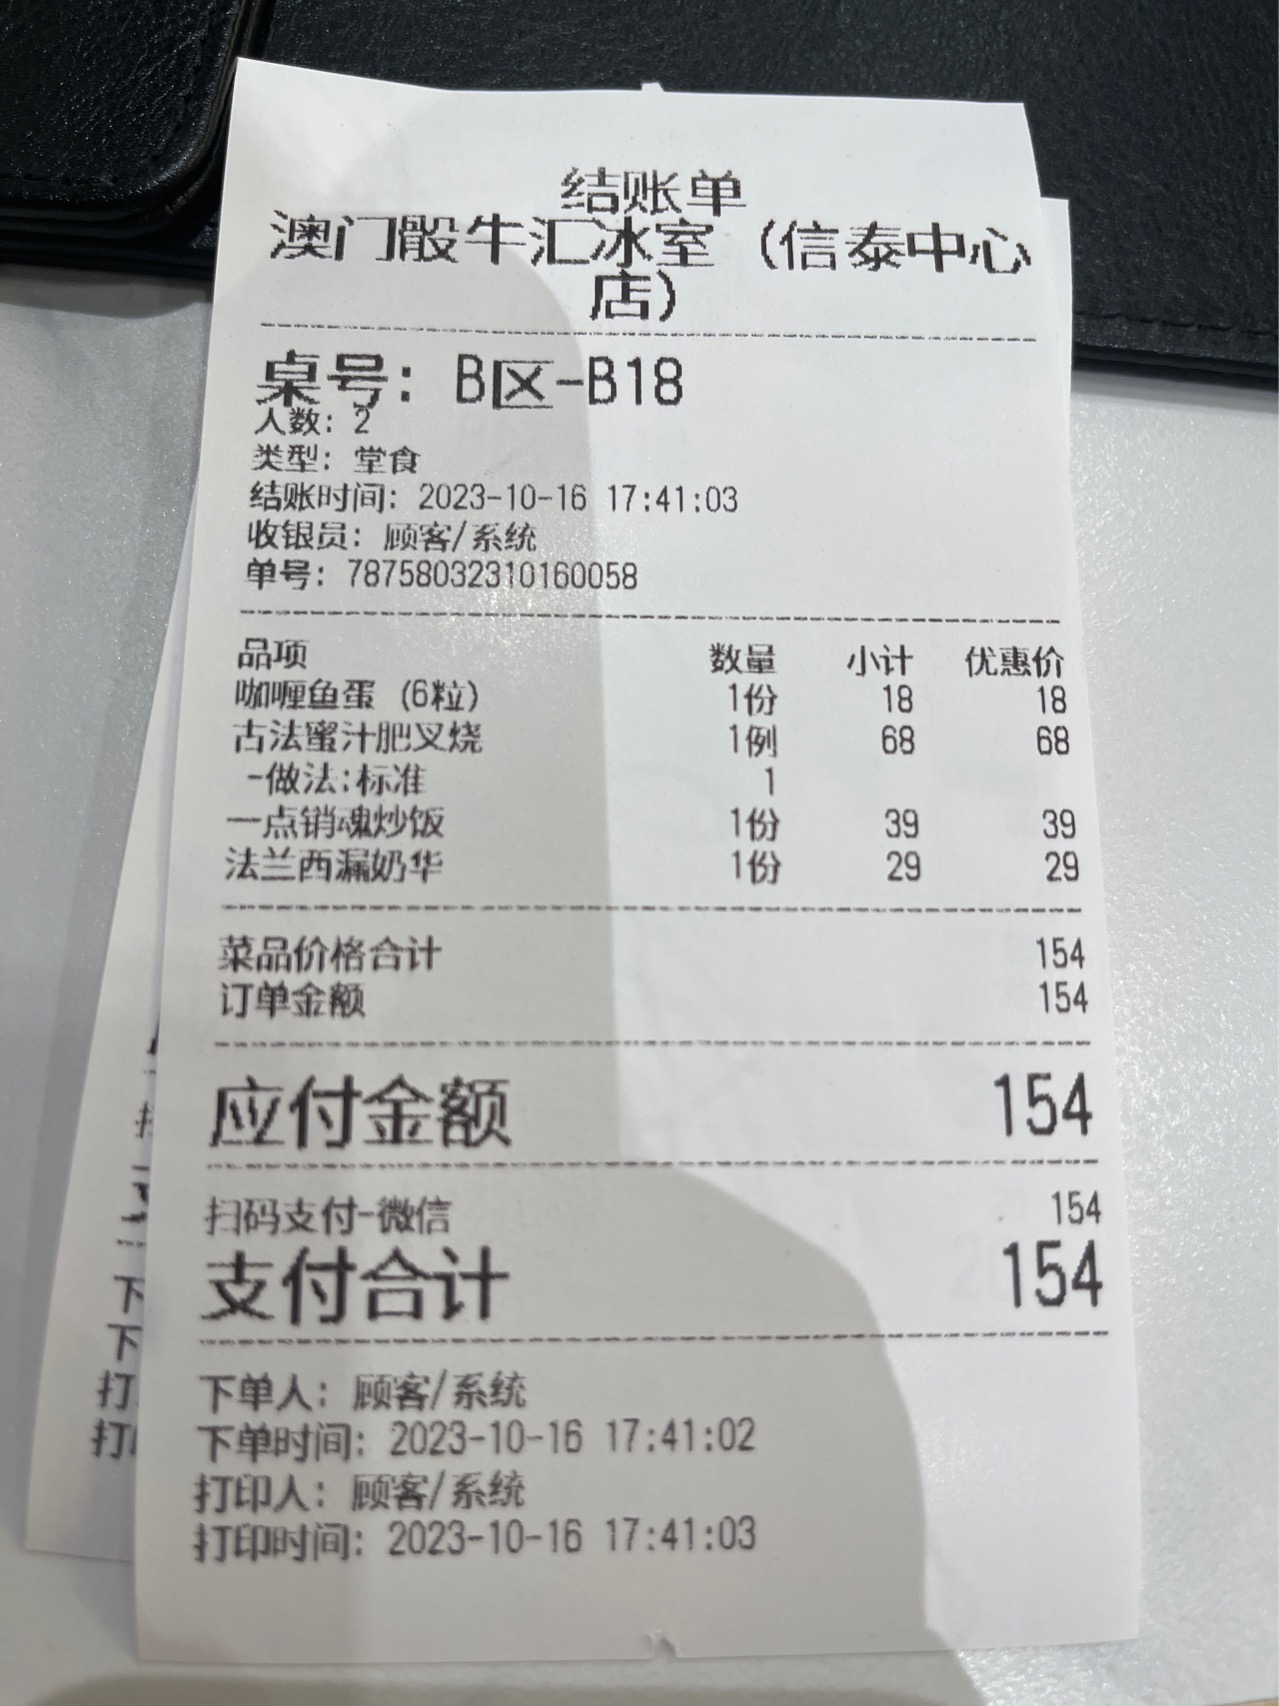 结账单
澳门骰牛汇冰室（信泰中心
店）
桌号：B区-B18
人数：2
类型：堂食
结账时间：2023-10-16 17:41:03
收银员：顾客/系统
单号：78758032310160058
品项 数量 小计 优惠价
咖喱鱼蛋（6粒） 1份 18 18
古法蜜汁肥叉烧 1例 68 68
-做法:标准 1
一点销魂炒饭 1份 39 39
法兰西漏奶华 1份 29 29
菜品价格合计 154
订单金额 154
应付金额 154
扫码支付-微信 154
支付合计 154
下单人：顾客/系统
下单时间：2023-10-16 17:41:02
打印人：顾客/系统
打印时间：2023-10-16 17:41:03
下
下
打
打